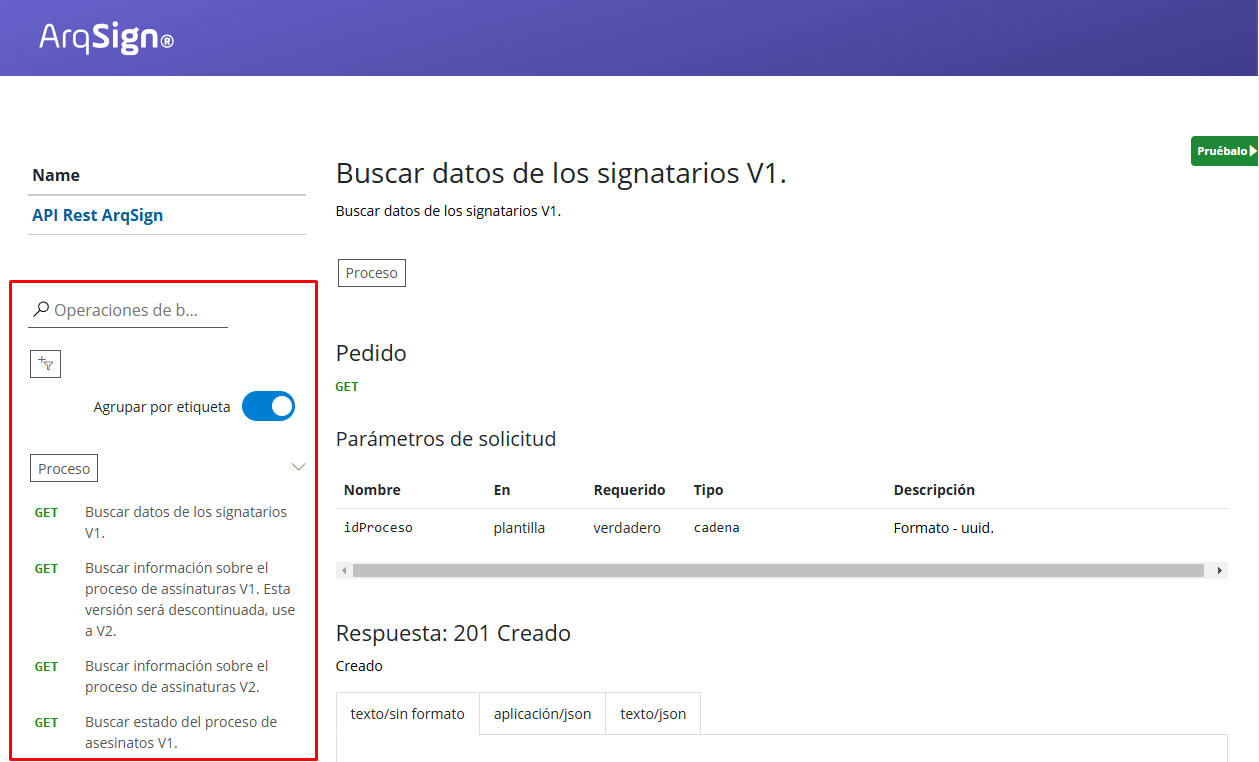 ArqSign®
Pruébalo
Name
API Rest ArqSign
Operaciones de b...
Agrupar por etiqueta
Proceso
GET Buscar datos de los signatarios
V1.
GET Buscar información sobre el
proceso de assinaturas V1. Esta
versión será descontinuada, use
a V2.
GET Buscar información sobre el
proceso de assinaturas V2.
GET Buscar estado del proceso de
asesinatos V1.
Buscar datos de los signatarios V1.
Buscar datos de los signatarios V1.
Proceso
Pedido
GET
Parámetros de solicitud
Nombre En Requerido Tipo Descripción
idProceso plantilla verdadero cadena Formato - uuid.
Respuesta: 201 Creado
Creado
texto/sin formato aplicación/json texto/json